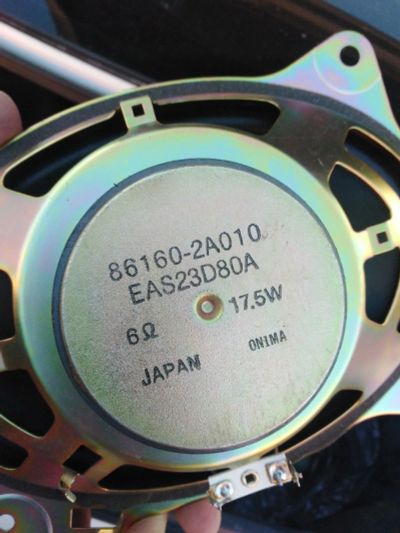 86160-2A010
EAS23D80A
6Ω 17.5W
JAPAN ONIMA